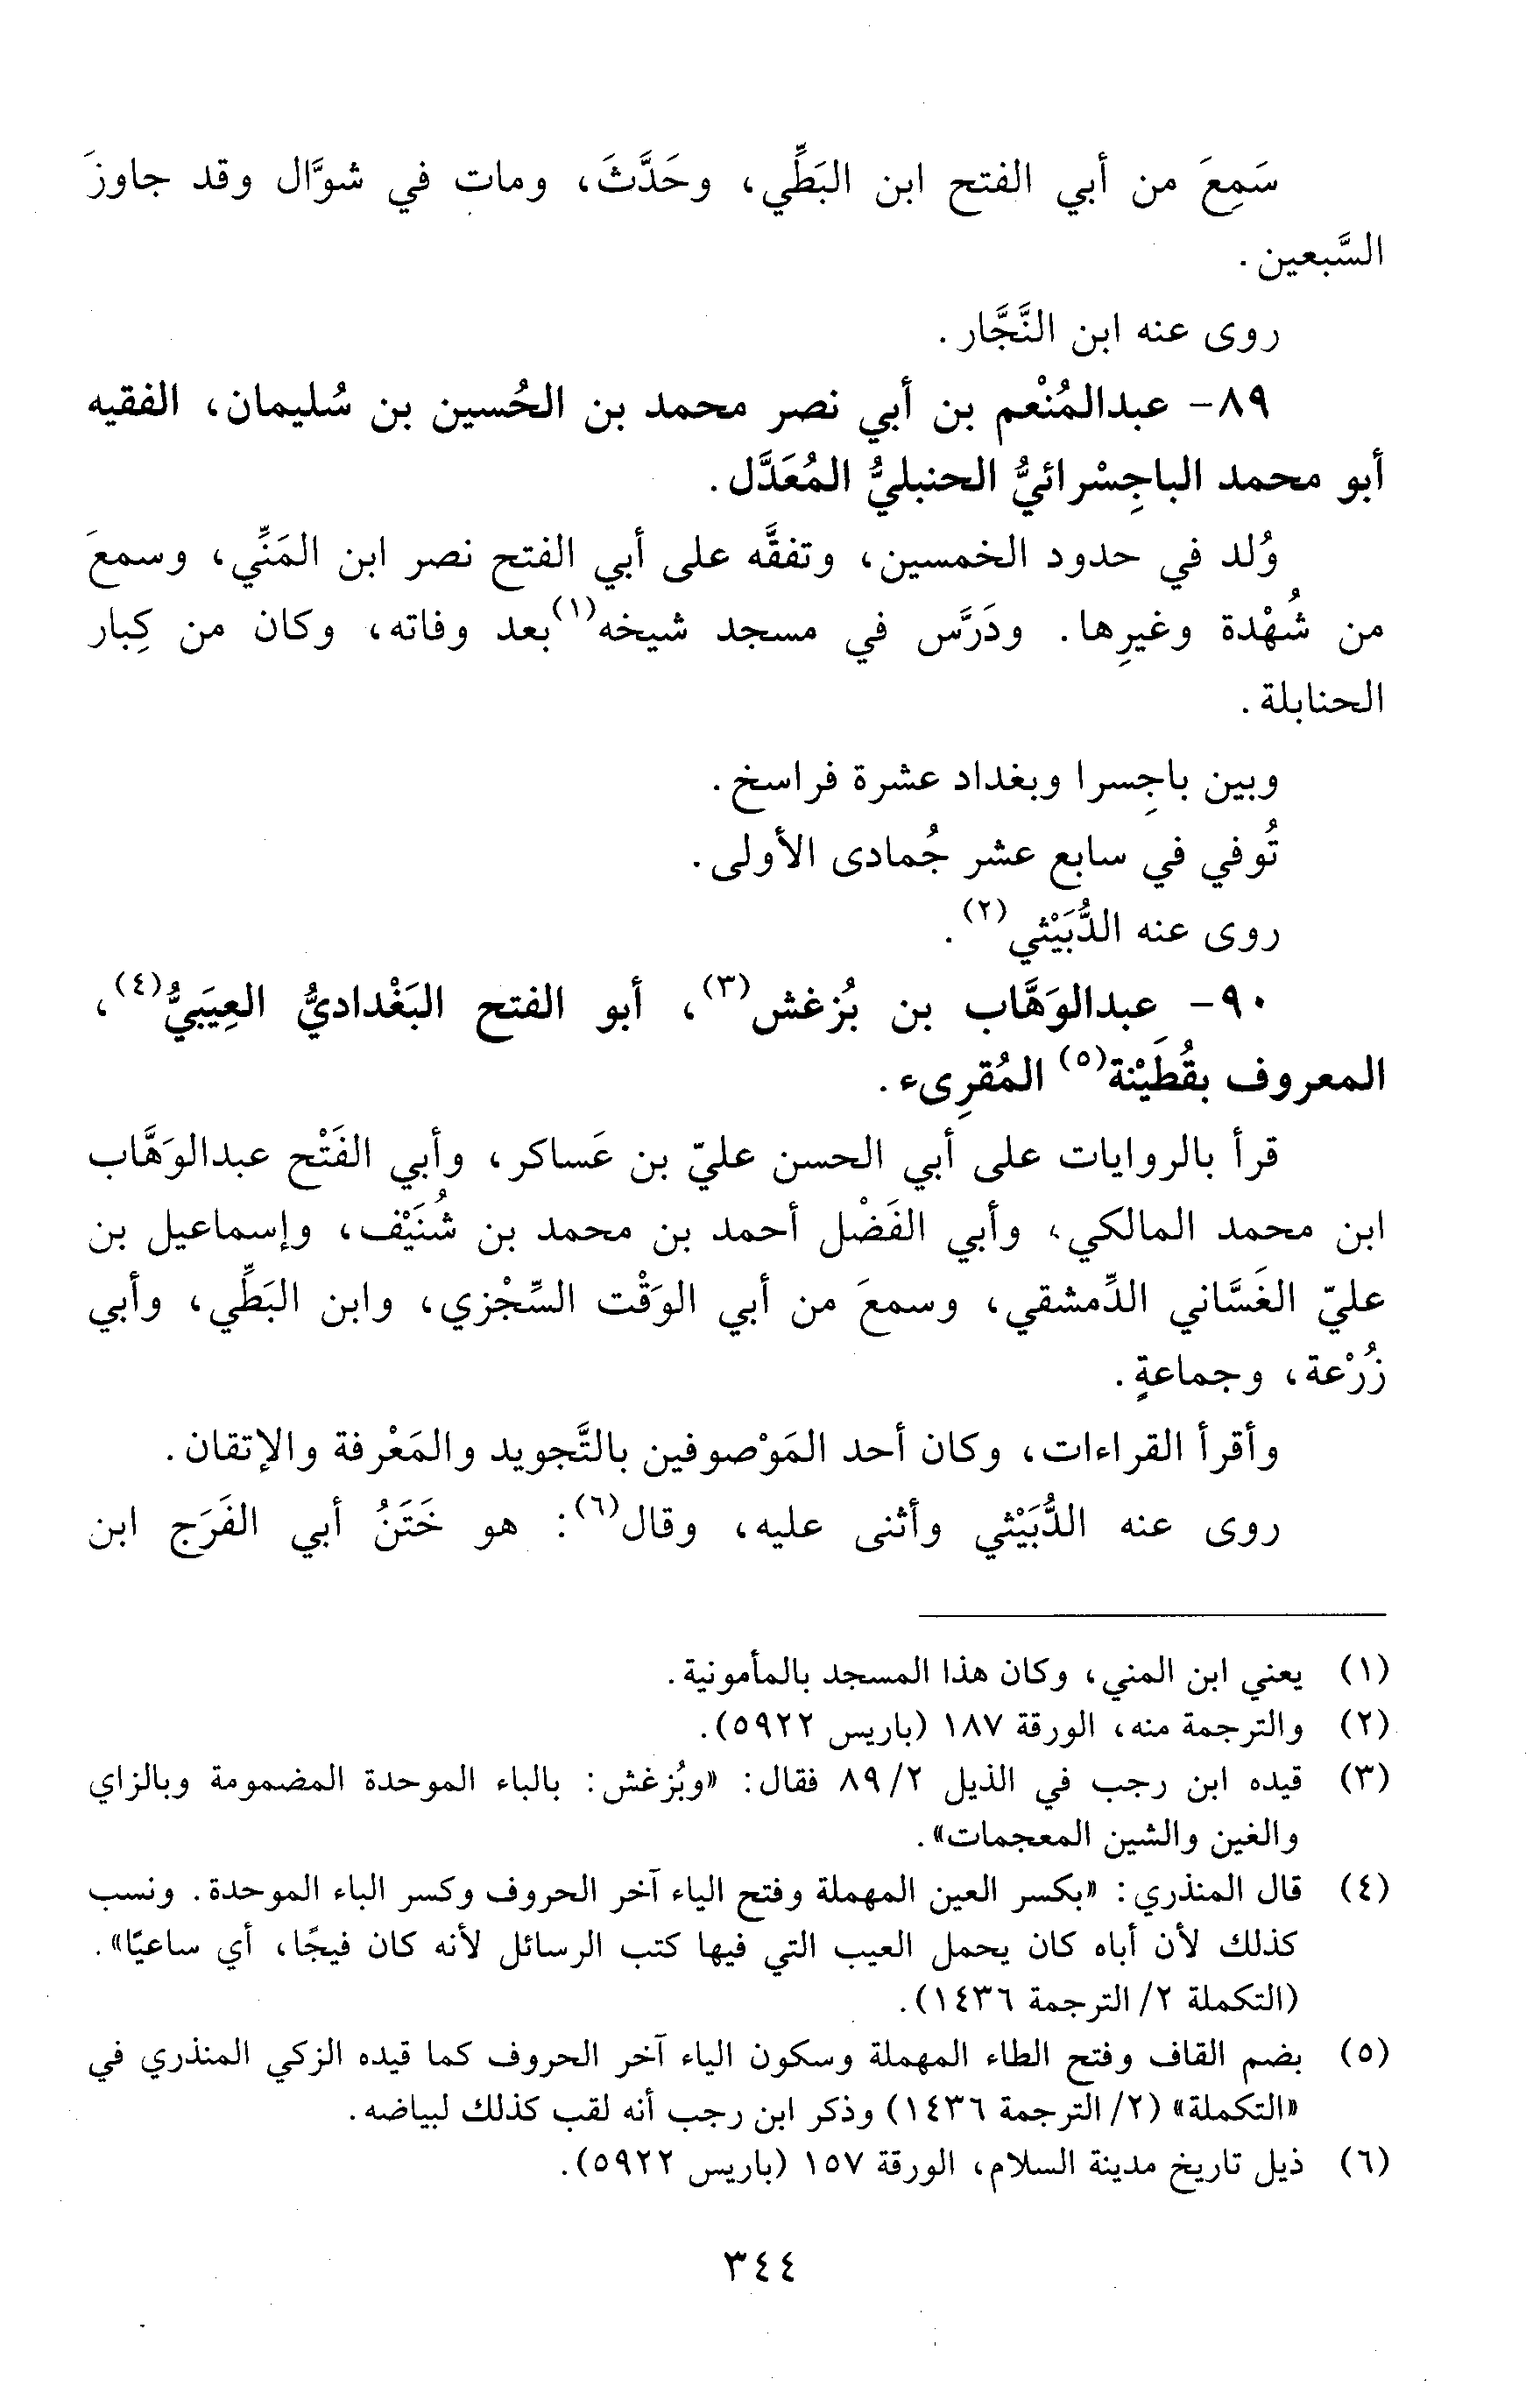 سَمِعَ من أبي الفتح ابن البَطِّي، وحَدَّثَ، ومات في شوَّال وقد جاوزَ
السَّبعين.
روى عنه ابن النَّجَّار.
٨٩- عبدالمُنْعم بن أبي نصر محمد بن الحُسين بن سُليمان، الفقيه
أبو محمد الباجِسْرائيُّ الحنبليُّ المُعَدَّل.
وُلد في حدود الخمسين، وتفقَّه على أبي الفتح نصر ابن المَنِّي، وسمعَ
من شُهْدة وغيرِها. ودَرَّس في مسجد شيخه(١) بعد وفاته، وكان من كِبار
الحنابلة.
وبين باجِسرا وبغداد عشرة فراسخ.
تُوفي في سابع عشر جُمادى الأولى.
روى عنه الدُّبَيْثي(٢).
٩٠- عبدالوَهَّاب بن بُزغش(٣)، أبو الفتح البَغْداديُّ العِيَبيُّ(٤)،
المعروف بقُطَيْنة(٥) المُقرِىء.
قرأ بالروايات على أبي الحسن عليّ بن عَساكر، وأبي الفَتْح عبدالوَهَّاب
ابن محمد المالكي، وأبي الفَضْل أحمد بن محمد بن شُنَيْف، وإسماعيل بن
عليّ الغَسَّاني الدِّمشقي، وسمعَ من أبي الوَقْت السِّجْزي، وابن البَطِّي، وأبي
زُرْعة، وجماعةٍ.
وأقرأ القراءات، وكان أحد المَوْصوفين بالتَّجويد والمَعْرفة والإتقان.
روى عنه الدُّبَيْثي وأثنى عليه، وقال(٦): هو خَتَنُ أبي الفَرَج ابن
(١) يعني ابن المني، وكان هذا المسجد بالمأمونية.
(٢) والترجمة منه، الورقة ١٨٧ (باريس ٥٩٢٢).
(٣) قيده ابن رجب في الذيل ٨٩/٢ فقال: «وبُزغش: بالباء الموحدة المضمومة وبالزاي
والغين والشين المعجمات».
(٤) قال المنذري: «بكسر العين المهملة وفتح الياء آخر الحروف وكسر الباء الموحدة. ونسب
كذلك لأن أباه كان يحمل العيب التي فيها كتب الرسائل لأنه كان فيجًا، أي ساعيًا».
(التكملة ٢/ الترجمة ١٤٣٦).
(٥) بضم القاف وفتح الطاء المهملة وسكون الياء آخر الحروف كما قيده الزكي المنذري في
«التكملة» (٢/ الترجمة ١٤٣٦) وذكر ابن رجب أنه لقب كذلك لبياضه.
(٦) ذيل تاريخ مدينة السلام، الورقة ١٥٧ (باريس ٥٩٢٢).
٣٤٤